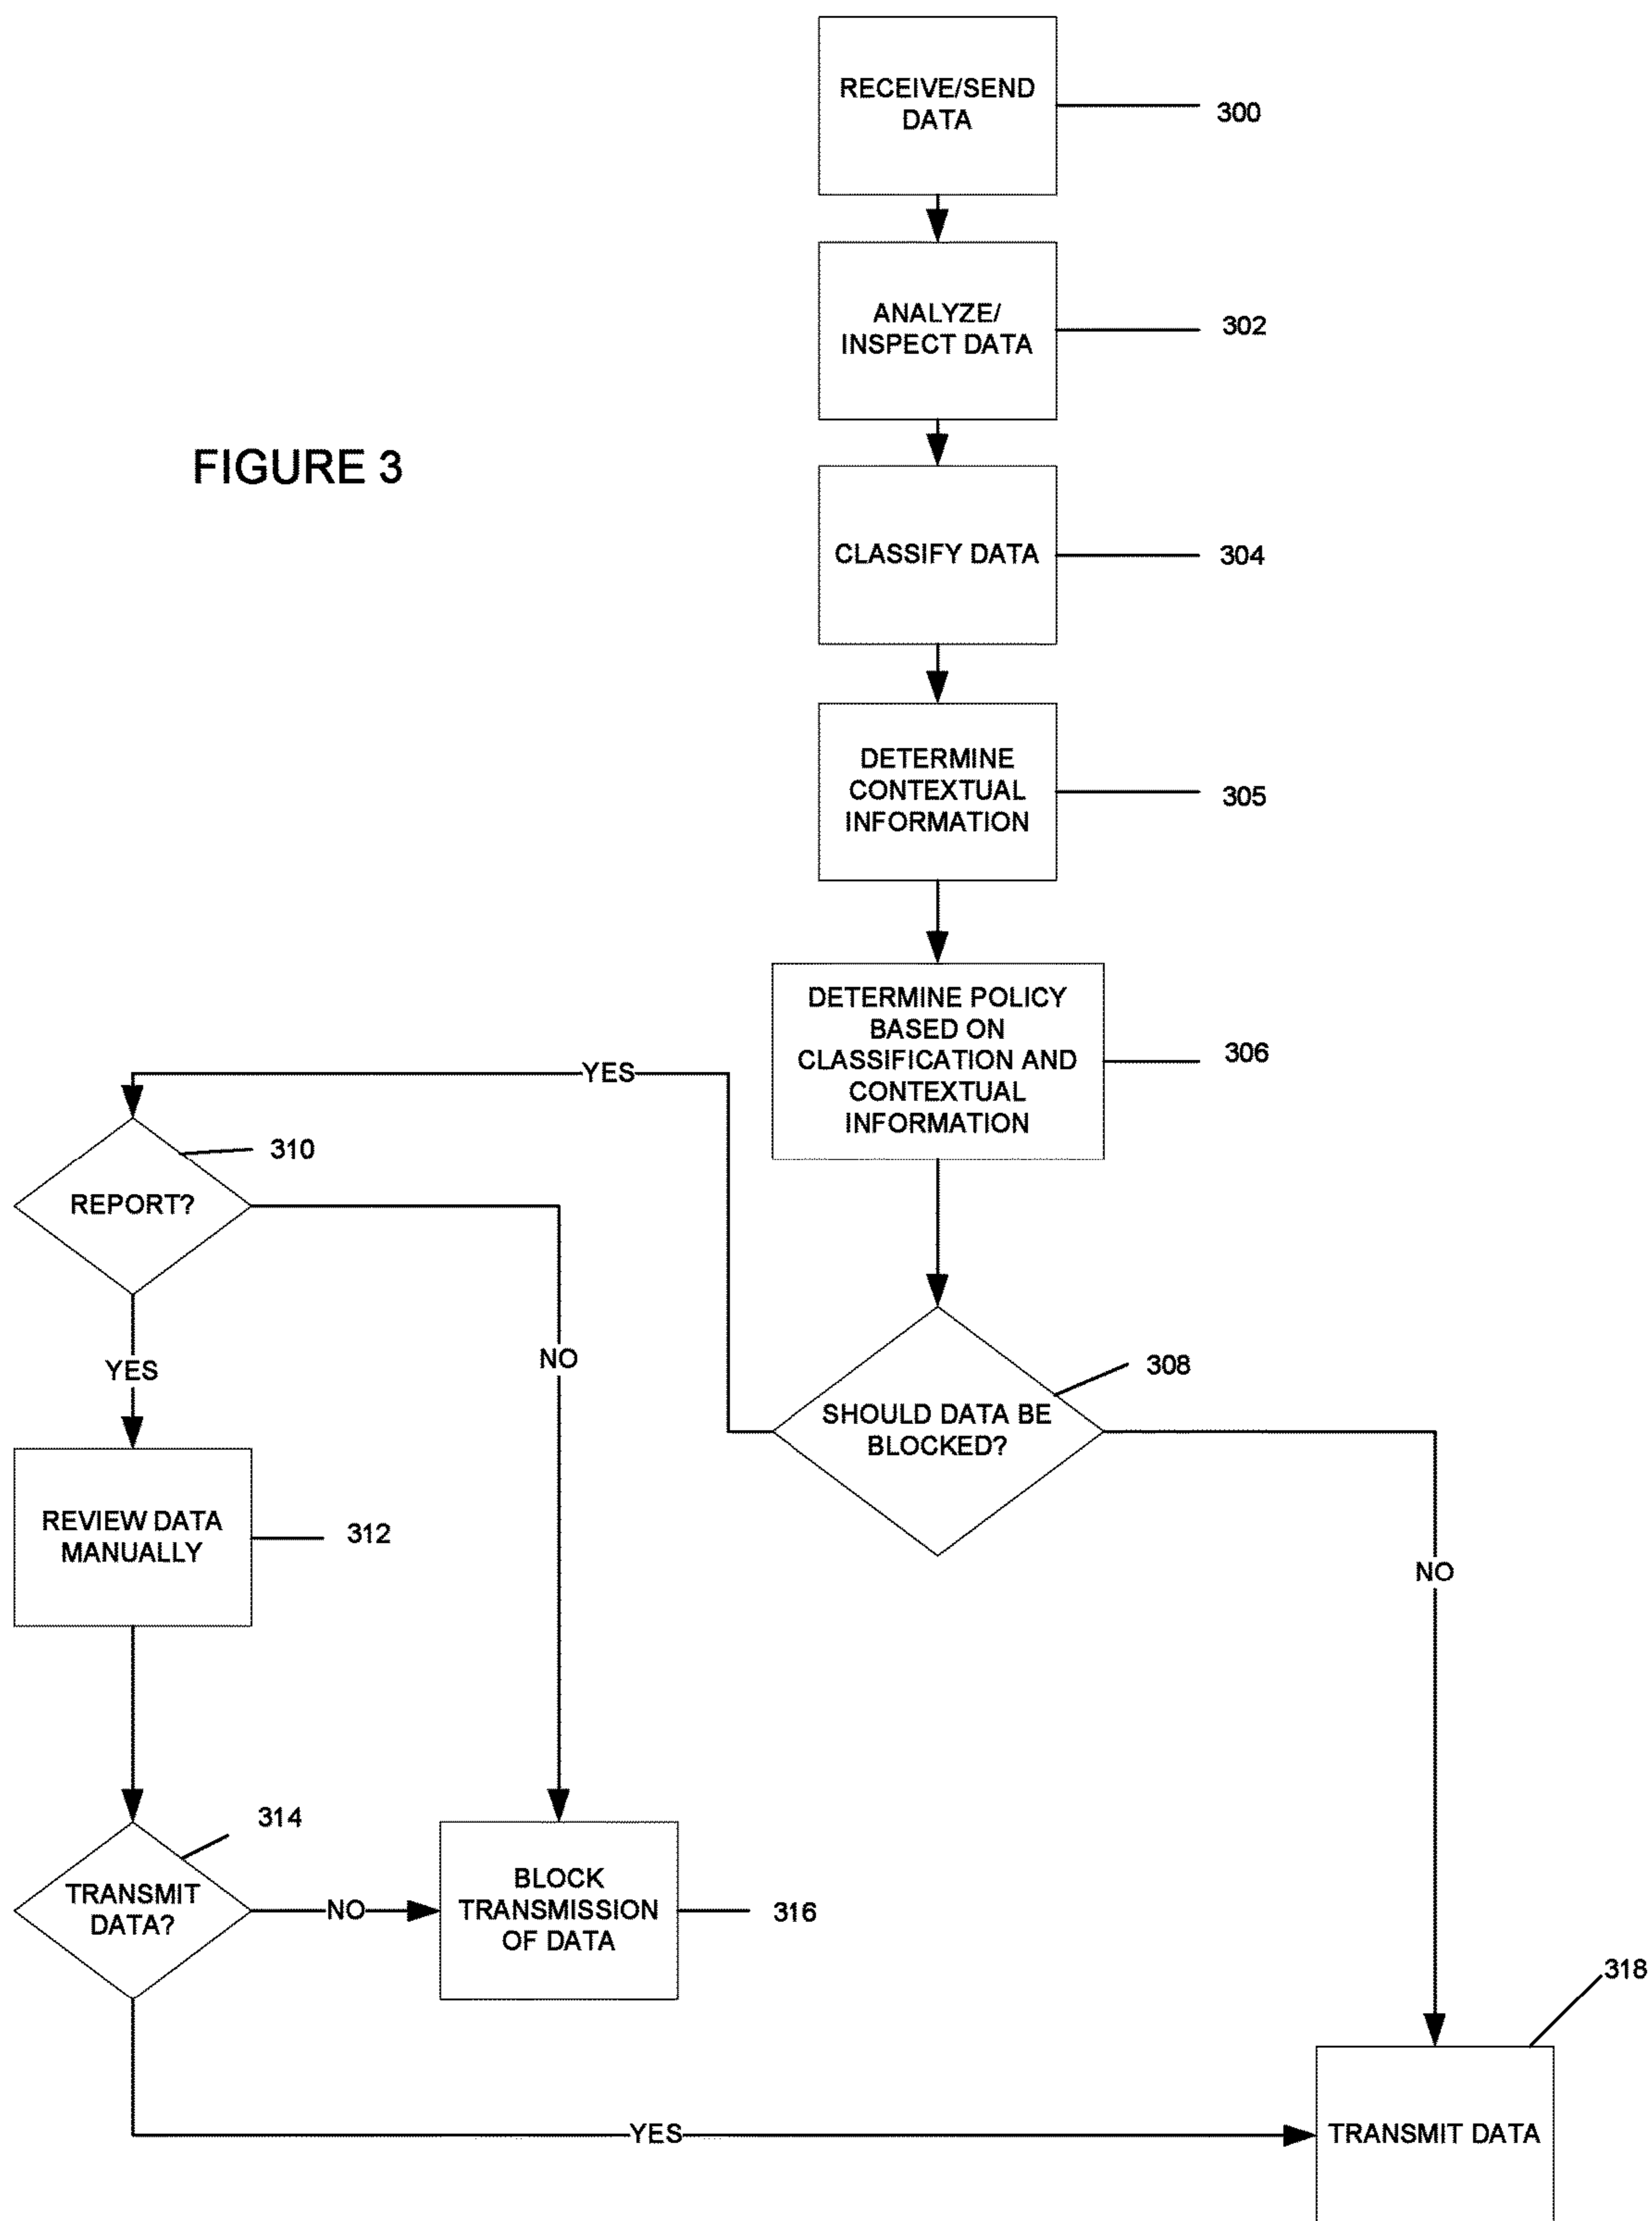 RECEIVE/SEND
DATA
300
ANALYZE/
INSPECT DATA
302
FIGURE 3
CLASSIFY DATA
304
DETERMINE
CONTEXTUAL
INFORMATION
305
DETERMINE POLICY
BASED ON
CLASSIFICATION AND
CONTEXTUAL
INFORMATION
306
YES
310
REPORT?
NO
YES
308
SHOULD DATA BE
BLOCKED?
REVIEW DATA
MANUALLY
312
NO
314
TRANSMIT
DATA?
NO
BLOCK
TRANSMISSION
OF DATA
316
318
YES
TRANSMIT DATA